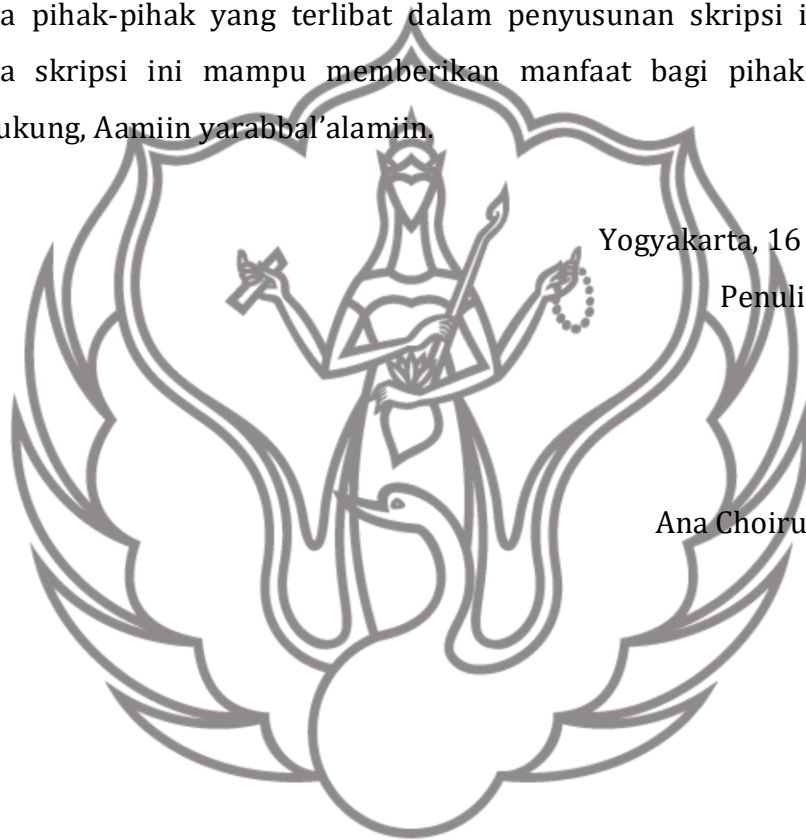 a pihak-pihak yang terlibat dalam penyusunan skripsi i
a skripsi ini mampu memberikan manfaat bagi pihak
ukung, Aamiin yarabbal’alamiin.
Yogyakarta, 16
Penuli
Ana Choiru